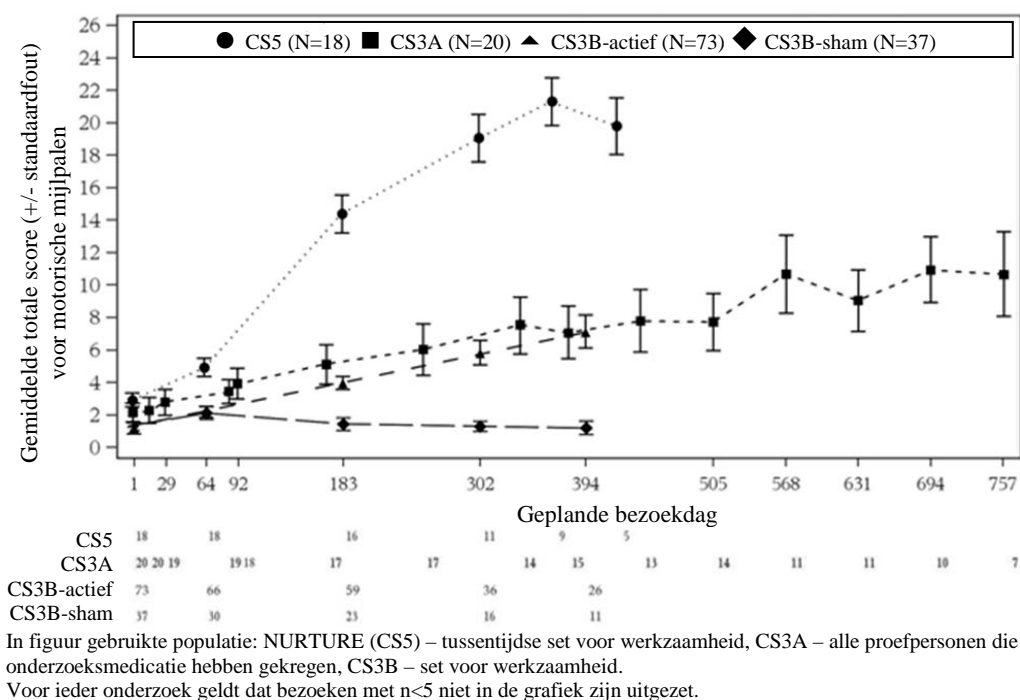 CS5 (N=18) CS3A (N=20) CS3B-actief (N=73) CS3B-sham (N=37)
Gemiddelde totale score (+/- standaardfout)
voor motorische mijlpalen
26
24
22
20
18
16
14
12
10
8
6
4
2
0
1 29 64 92 183 302 394 505 568 631 694 757
Geplande bezoekdag
CS5 18 18 16 11 9 5
CS3A 20 20 19 19 18 17 17 14 15 13 14 11 11 10 7
CS3B-actief 73 66 59 36 26
CS3B-sham 37 30 23 16 11
In figuur gebruikte populatie: NURTURE (CS5) – tussentijdse set voor werkzaamheid, CS3A – alle proefpersonen die
onderzoeksmedicatie hebben gekregen, CS3B – set voor werkzaamheid.
Voor ieder onderzoek geldt dat bezoeken met n<5 niet in de grafiek zijn uitgezet.